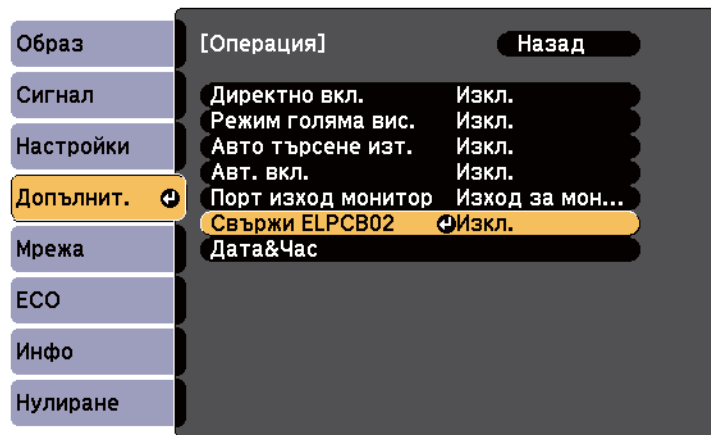 Образ
Сигнал
Настройки
Допълнит.
Мрежа
ECO
Инфо
Нулиране
[Операция] Назад
Директно вкл. Изкл.
Режим голяма вис. Изкл.
Авто търсене изт. Изкл.
Авт. вкл. Изкл.
Порт изход монитор Изход за мон...
Свържи ELPCB02 Изкл.
Дата&Час